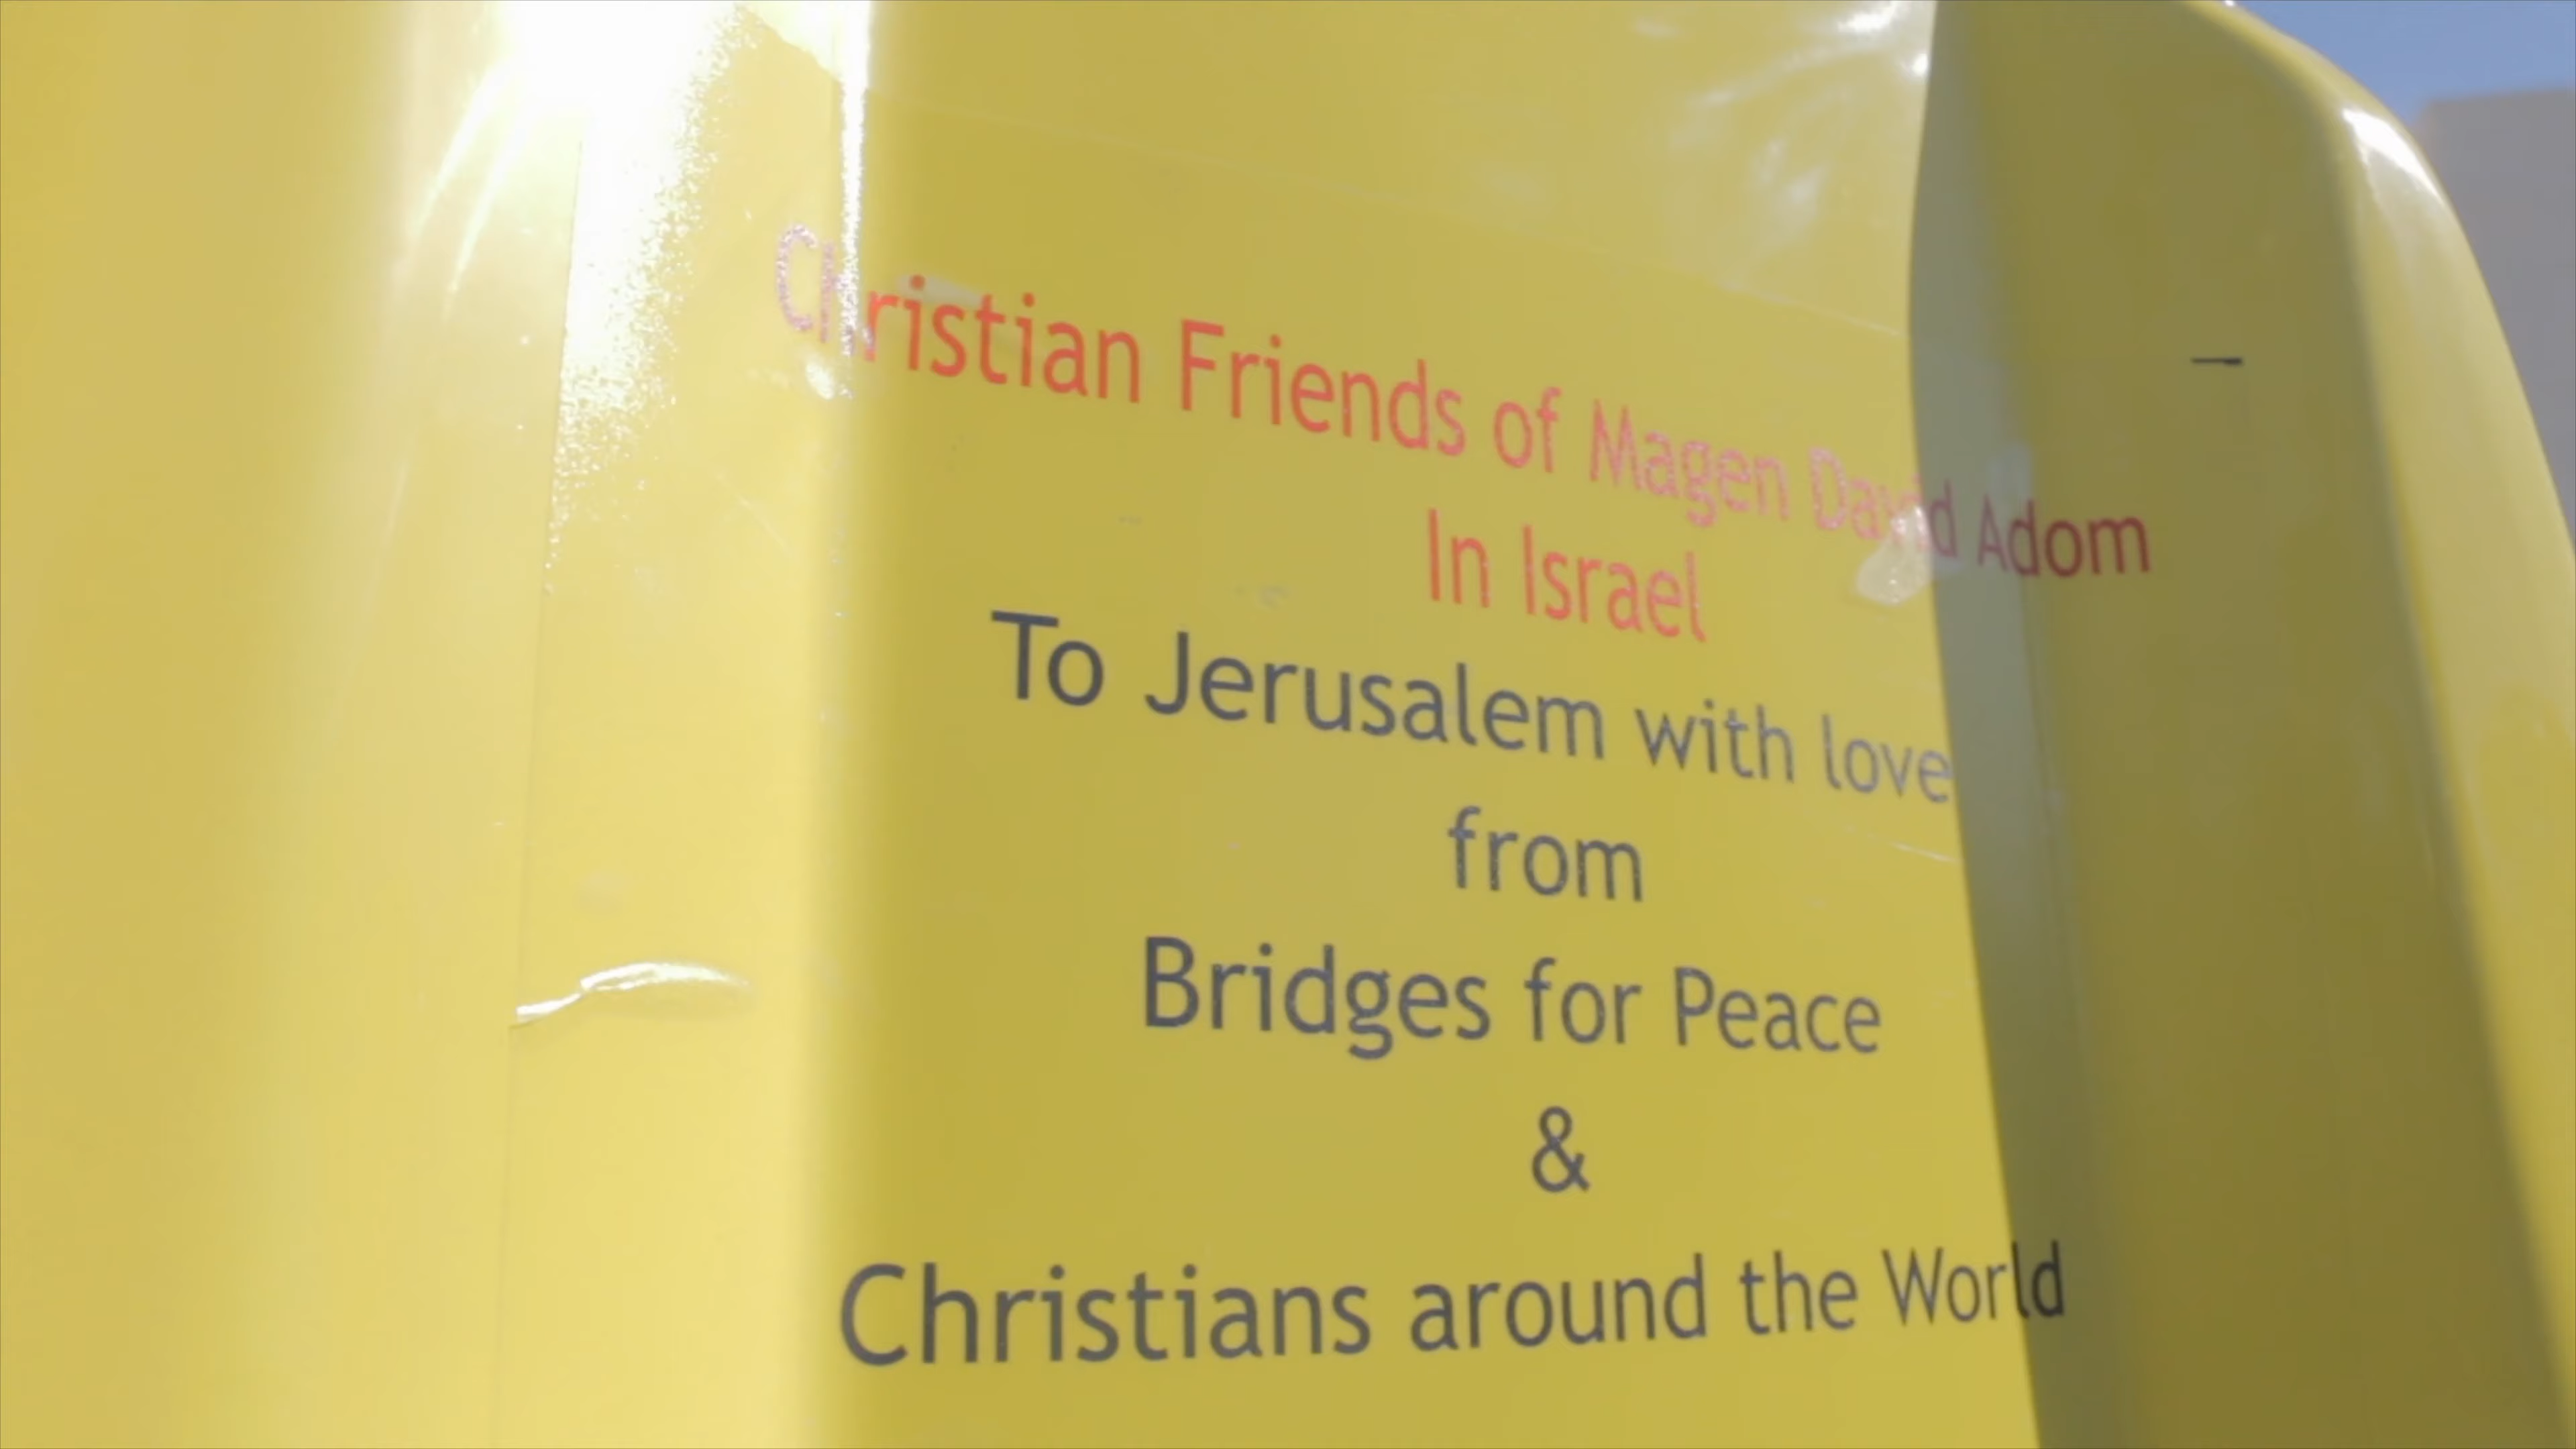 Christian Friends of Magen David Adom
In Israel
To Jerusalem with love
from
Bridges for Peace
&
Christians around the World